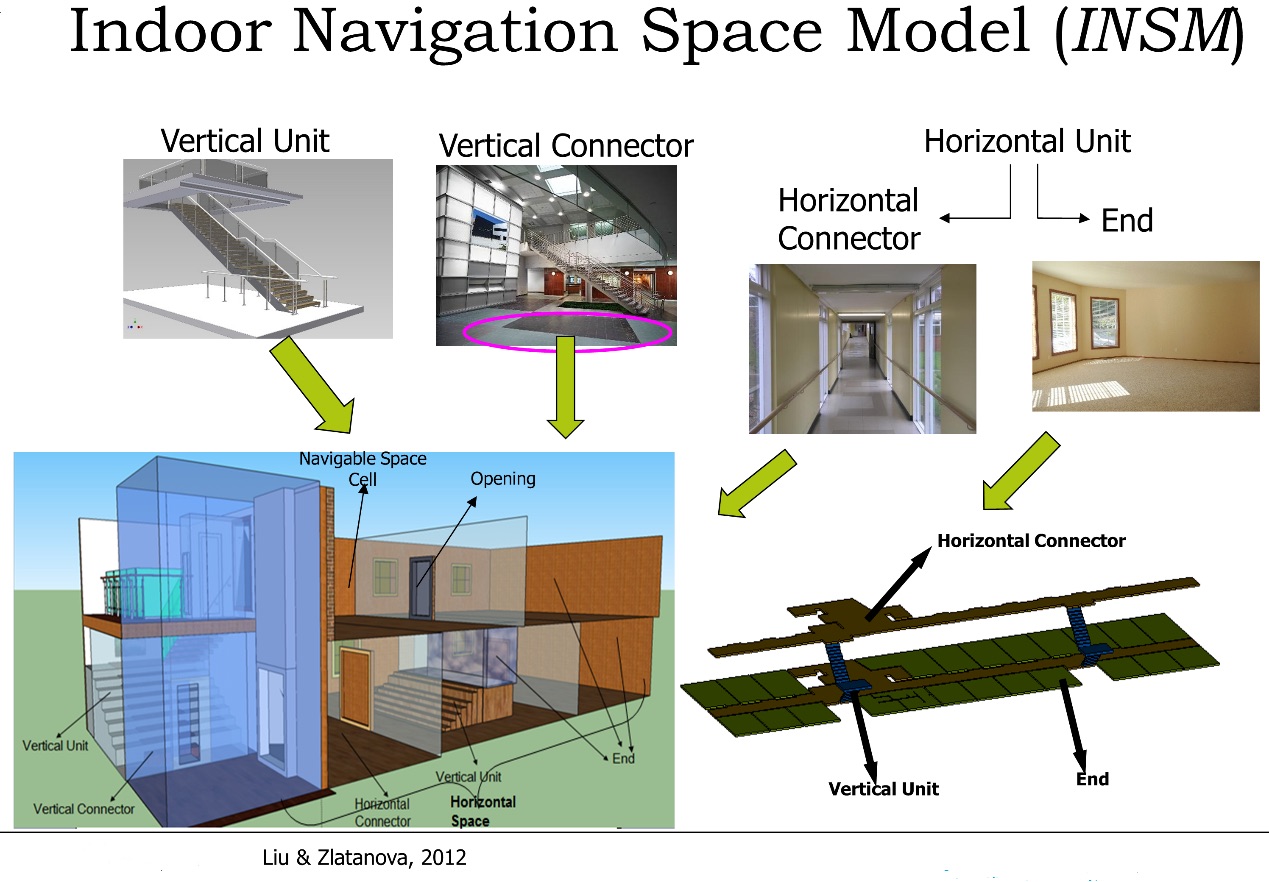 Indoor Navigation Space Model (INSM)
Vertical Unit
Vertical Connector
Horizontal Unit
Horizontal
Connector
End
Navigable Space
Cell
Opening
Vertical Unit
Vertical Connector
Horizontal
Connector
Vertical Unit
Horizontal
Space
End
Horizontal Connector
Vertical Unit
End
Liu & Zlatanova, 2012